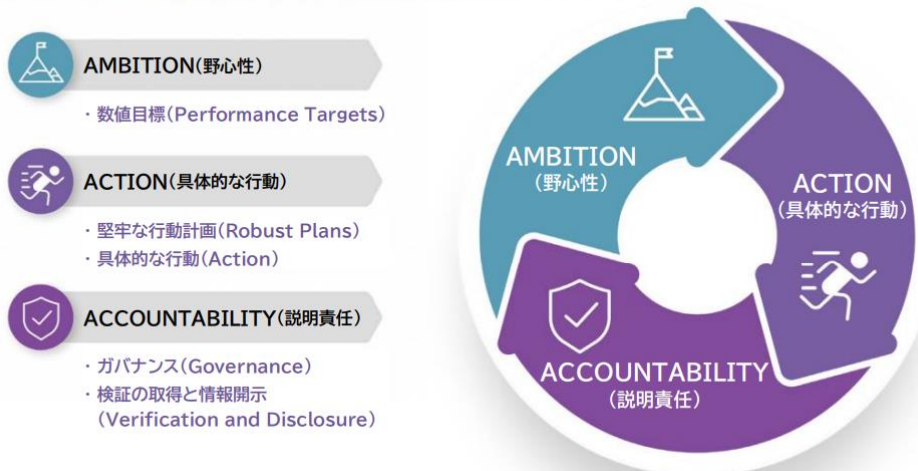 AMBITION(野心性)
・数値目標(Performance Targets)
ACTION(具体的な行動)
・堅牢な行動計画(Robust Plans)
・具体的な行動(Action)
ACCOUNTABILITY(説明責任)
・ガバナンス(Governance)
・検証の取得と情報開示
(Verification and Disclosure)
AMBITION
(野心性)
ACTION
(具体的な行動)
ACCOUNTABILITY
(説明責任)